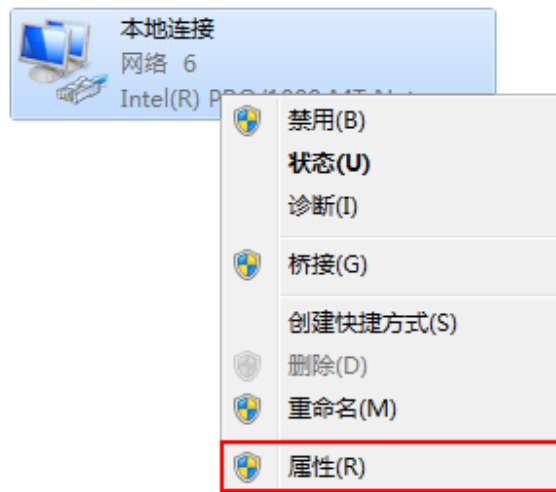 本地连接
网络 6
Intel(R)
禁用(B)
状态(U)
诊断(I)
桥接(G)
创建快捷方式(S)
删除(D)
重命名(M)
属性(R)